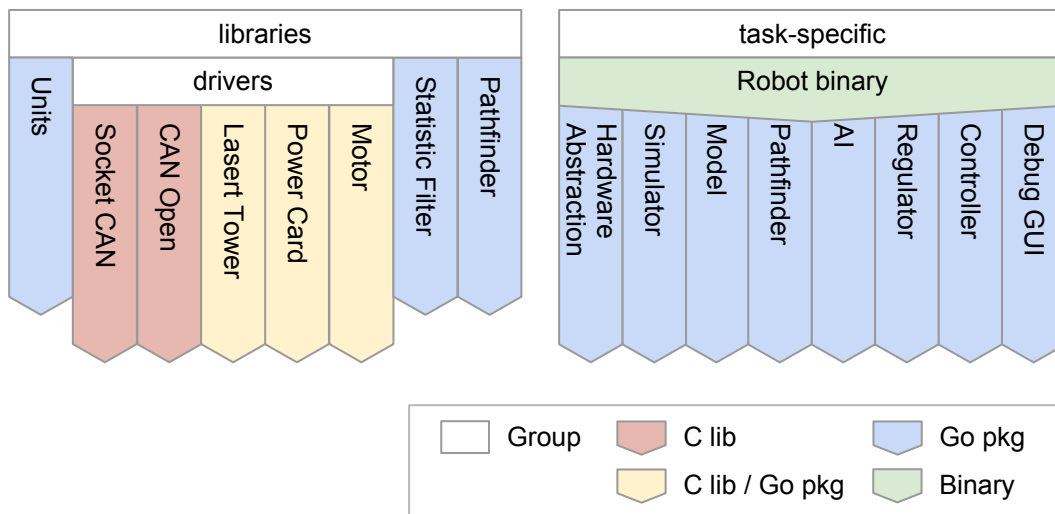 libraries
Units
drivers
Socket CAN
CAN Open
Lasert Tower
Power Card
Motor
Statistic Filter
Pathfinder
task-specific
Robot binary
Hardware
Abstraction
Simulator
Model
Pathfinder
AI
Regulator
Controller
Debug GUI
Group
C lib
Go pkg
C lib / Go pkg
Binary